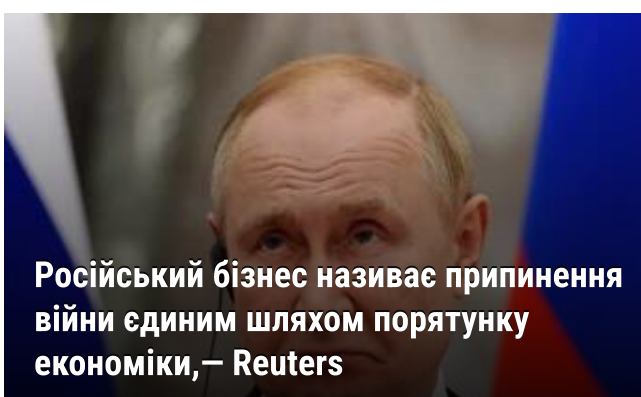 Російський бізнес називає припинення
війни єдиним шляхом порятунку
економіки,— Reuters